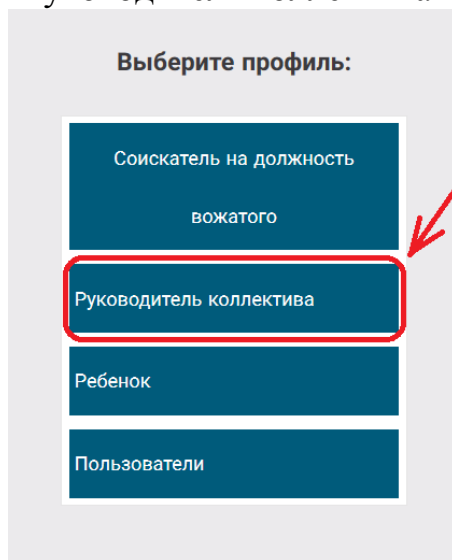 Выберите профиль:
Соискатель на должность
вожатого
Руководитель коллектива
Ребенок
Пользователи